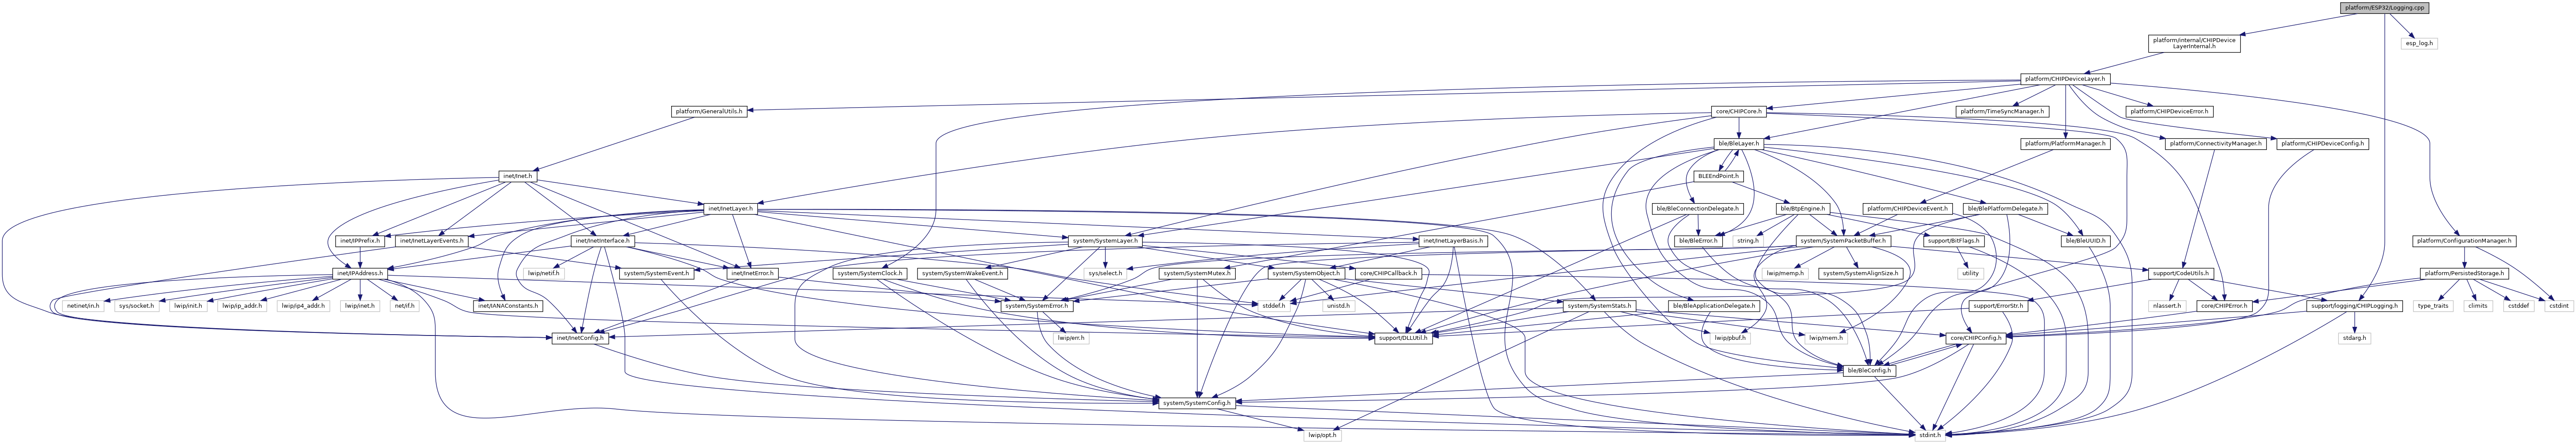 platform/ESP32/Logging.cpp
platform/internal/CHIPDevice
LayerInternal.h
esp_log.h
platform/CHIPDeviceLayer.h
platform/GeneralUtils.h
core/CHIPCore.h
platform/TimeSyncManager.h
platform/CHIPDeviceError.h
ble/BleLayer.h
platform/PlatformManager.h
platform/ConnectivityManager.h
platform/CHIPDeviceConfig.h
inet/Inet.h
BLEEndPoint.h
inet/InetLayer.h
ble/BleConnectionDelegate.h
ble/BtpEngine.h
platform/CHIPDeviceEvent.h
ble/BlePlatformDelegate.h
inet/IPPrefix.h
inet/InetLayerEvents.h
inet/InetInterface.h
system/SystemLayer.h
inet/InetLayerBasis.h
ble/BleError.h
string.h
system/SystemPacketBuffer.h
support/BitFlags.h
ble/BleUUID.h
platform/ConfigurationManager.h
inet/IPAddress.h
lwip/netif.h
system/SystemEvent.h
inet/InetError.h
system/SystemClock.h
system/SystemWakeEvent.h
sys/select.h
system/SystemMutex.h
system/SystemObject.h
core/CHIPCallback.h
lwip/memp.h
system/SystemAlignSize.h
utility
support/CodeUtils.h
platform/PersistedStorage.h
netinet/in.h
sys/socket.h
lwip/init.h
lwip/ip_addr.h
lwip/ip4_addr.h
lwip/inet.h
net/if.h
inet/IANAConstants.h
system/SystemError.h
stddef.h
unistd.h
system/SystemStats.h
ble/BleApplicationDelegate.h
support/ErrorStr.h
nlassert.h
core/CHIPError.h
support/logging/CHIPLogging.h
type_traits
climits
cstddef
cstdint
inet/InetConfig.h
lwip/err.h
support/DLLUtil.h
lwip/pbuf.h
lwip/mem.h
core/CHIPConfig.h
stdarg.h
ble/BleConfig.h
system/SystemConfig.h
lwip/opt.h
stdint.h